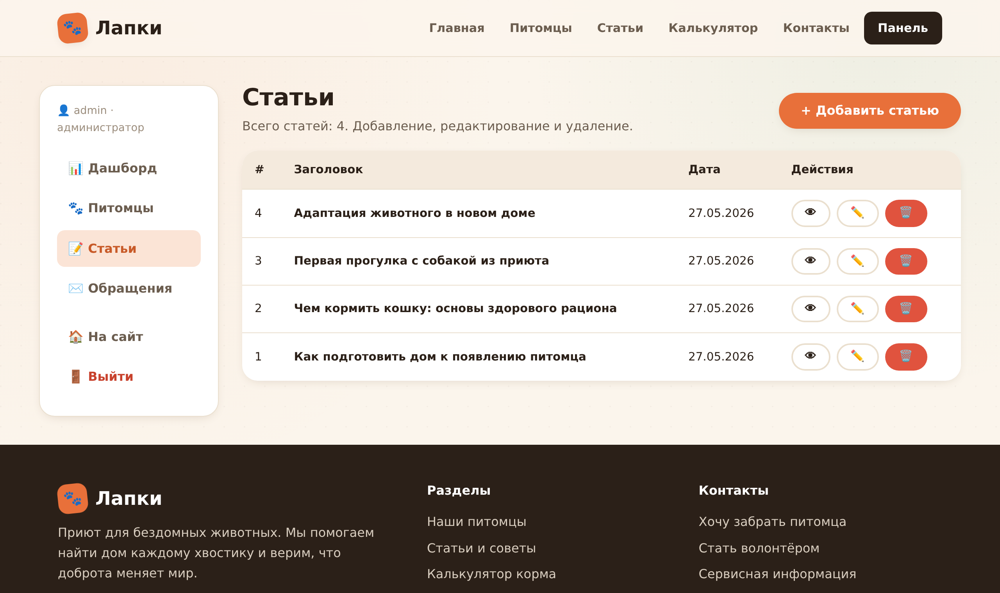 Лапки
Главная
Питомцы
Статьи
Калькулятор
Контакты
Панель
admin ·
администратор
Дашборд
Питомцы
Статьи
Обращения
На сайт
Выйти
Статьи
Всего статей: 4. Добавление, редактирование и удаление.
+ Добавить статью
# Заголовок Дата Действия
4 Адаптация животного в новом доме 27.05.2026
3 Первая прогулка с собакой из приюта 27.05.2026
2 Чем кормить кошку: основы здорового рациона 27.05.2026
1 Как подготовить дом к появлению питомца 27.05.2026
Лапки
Приют для бездомных животных. Мы помогаем
найти дом каждому хвостику и верим, что
доброта меняет мир.
Разделы
Наши питомцы
Статьи и советы
Калькулятор корма
Контакты
Хочу забрать питомца
Стать волонтёром
Сервисная информация